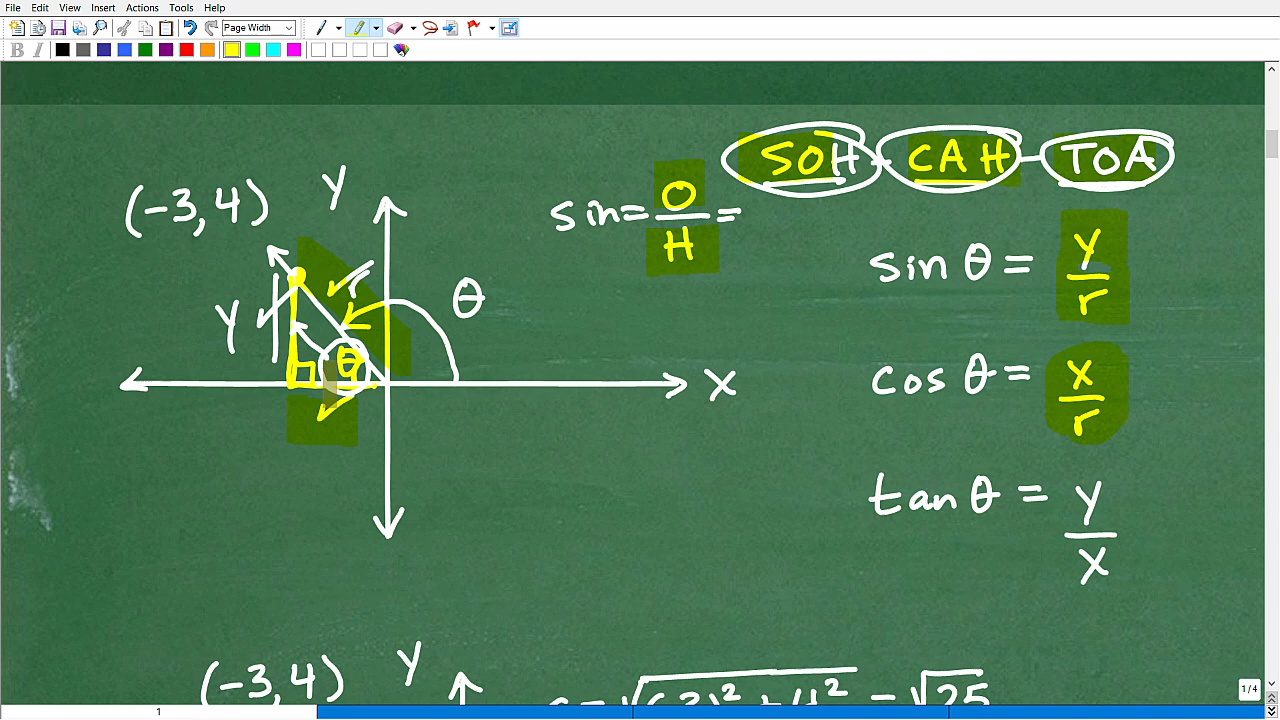 File Edit View Insert Actions Tools Help
Page Width
B I
SOH - CAH - TOA
(-3,4) Y
sin = O/H =
sin θ = y/r
r
θ
Y
θ
X
cos θ = x/r
tan θ = y/x
(-3,4) Y
1/4
1